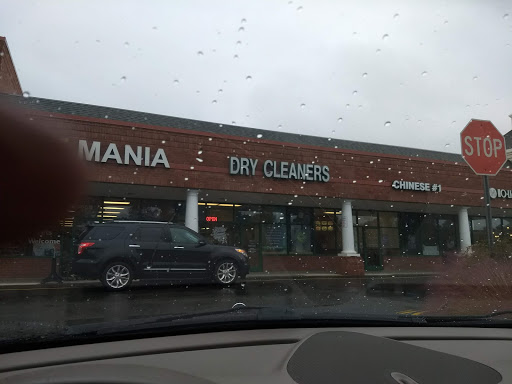 MANIA
DRY CLEANERS
CHINESE #1
STOP
OPEN